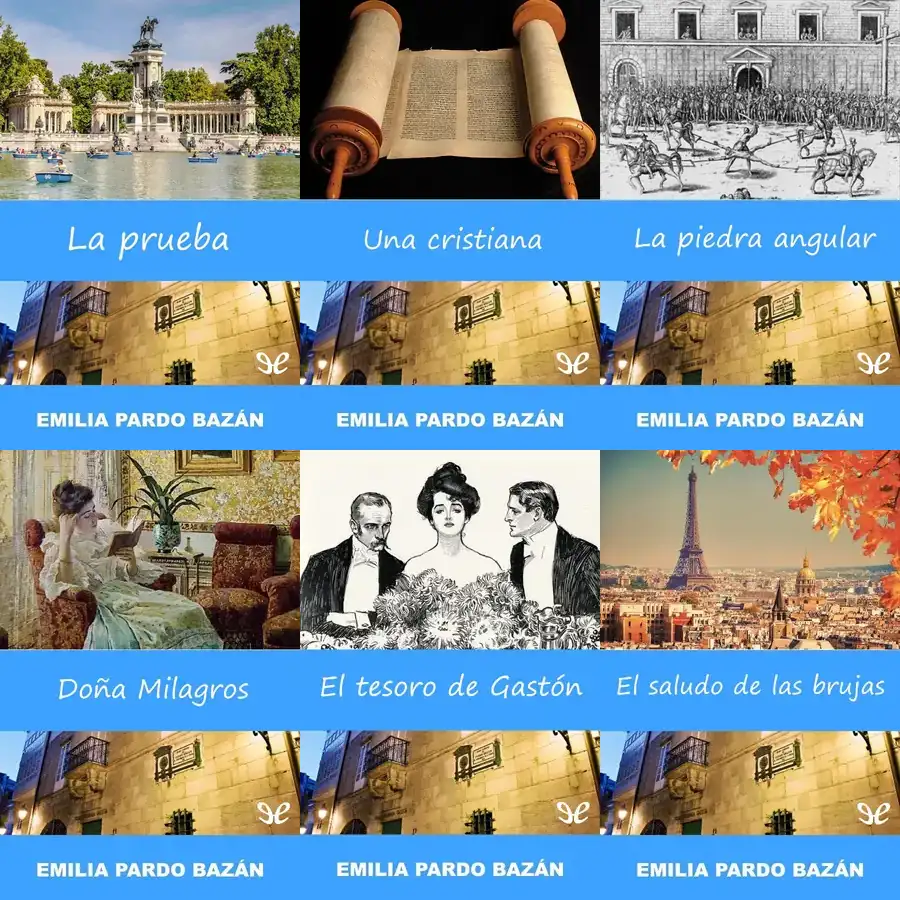 La prueba
Una cristiana
La piedra angular
EMILIA PARDO BAZÁN
EMILIA PARDO BAZÁN
EMILIA PARDO BAZÁN
Doña Milagros
El tesoro de Gastón
El saludo de las brujas
EMILIA PARDO BAZÁN
EMILIA PARDO BAZÁN
EMILIA PARDO BAZÁN